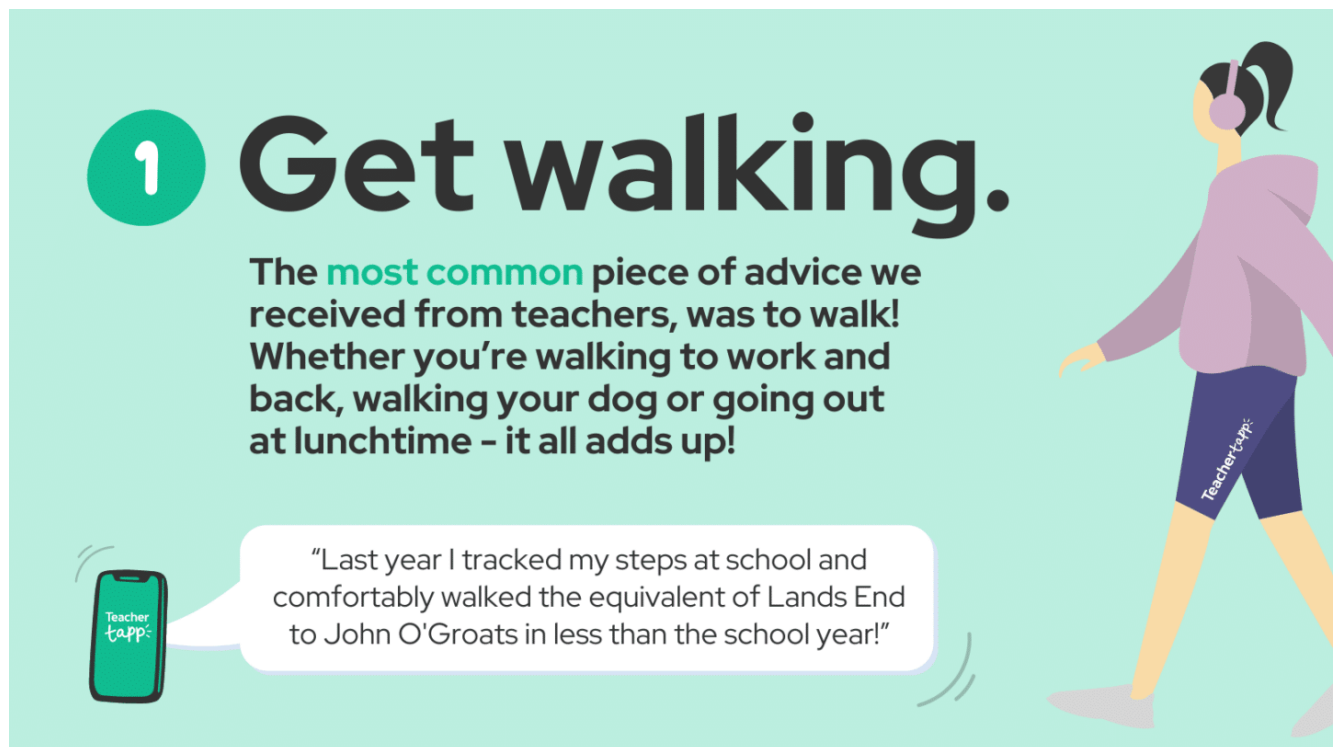 1 Get walking.
The most common piece of advice we
received from teachers, was to walk!
Whether you’re walking to work and
back, walking your dog or going out
at lunchtime - it all adds up!
“Last year I tracked my steps at school and
comfortably walked the equivalent of Lands End
to John O'Groats in less than the school year!”
Teacher
tapp
Teachertapp